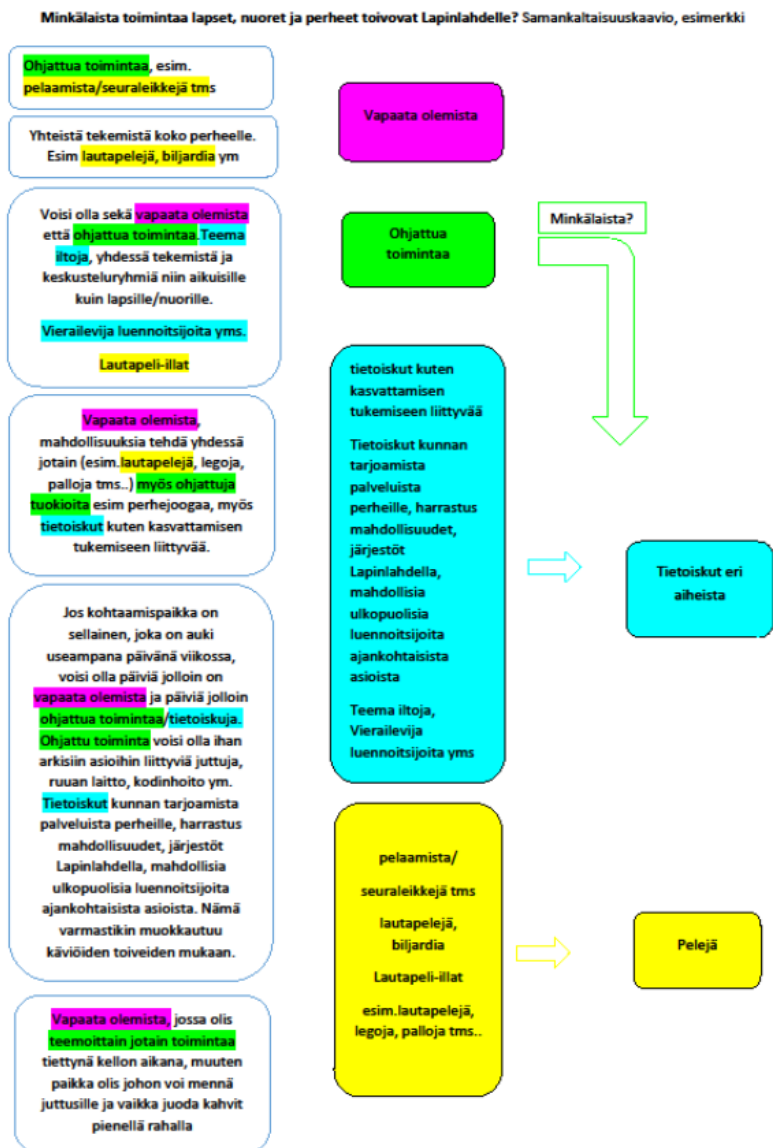 Minkälaista toimintaa lapset, nuoret ja perheet toivovat Lapinlahdelle? Samankaltaisuuskaavio, esimerkki
Ohjattua toimintaa, esim.
pelaamista/seuraleikkejä tms
Yhteistä tekemistä koko perheelle.
Esim lautapelejä, biljardia ym
Voisi olla sekä vapaata olemista
että ohjattua toimintaa.Teema
iltoja, yhdessä tekemistä ja
keskusteluryhmiä niin aikuisille
kuin lapsille/nuorille.
Vierailevija luennoitsijoita yms.
Lautapeli-illat
Vapaata olemista,
mahdollisuuksia tehdä yhdessä
jotain (esim.lautapelejä, legoja,
palloja tms..) myös ohjattuja
tuokioita esim perhejoogaa, myös
tietoiskut kuten kasvattamisen
tukemiseen liittyvää.
Jos kohtaamispaikka on
sellainen, joka on auki
useampana päivänä viikossa,
voisi olla päiviä jolloin on
vapaata olemista ja päiviä jolloin
ohjattua toimintaa/tietoiskuja.
Ohjattu toiminta voisi olla ihan
arkisiin asioihin liittyviä juttuja,
ruuan laitto, kodinhoito ym.
Tietoiskut kunnan tarjoamista
palveluista perheille, harrastus
mahdollisuudet, järjestöt
Lapinlahdella, mahdollisia
ulkopuolisia luennoitsijoita
ajankohtaisista asioista. Nämä
varmastikin muokkautuu
käviöiden toiveiden mukaan.
Vapaata olemista, jossa olis
teemoittain jotain toimintaa
tiettynä kellon aikana, muuten
paikka olis johon voi mennä
juttusille ja vaikka juoda kahvit
pienellä rahalla
Vapaata olemista
Ohjattua
toimintaa
Minkälaista?
tietoiskut kuten
kasvattamisen
tukemiseen liittyvää
Tietoiskut kunnan
tarjoamista
palveluista
perheille, harrastus
mahdollisuudet,
järjestöt
Lapinlahdella,
mahdollisia
ulkopuolisia
luennoitsijoita
ajankohtaisista
asioista
Teema iltoja,
Vierailevija
luennoitsijoita yms
Tietoiskut eri
aiheista
pelaamista/
seuraleikkejä tms
lautapelejä,
biljardia
Lautapeli-illat
esim.lautapelejä,
legoja, palloja tms..
Pelejä